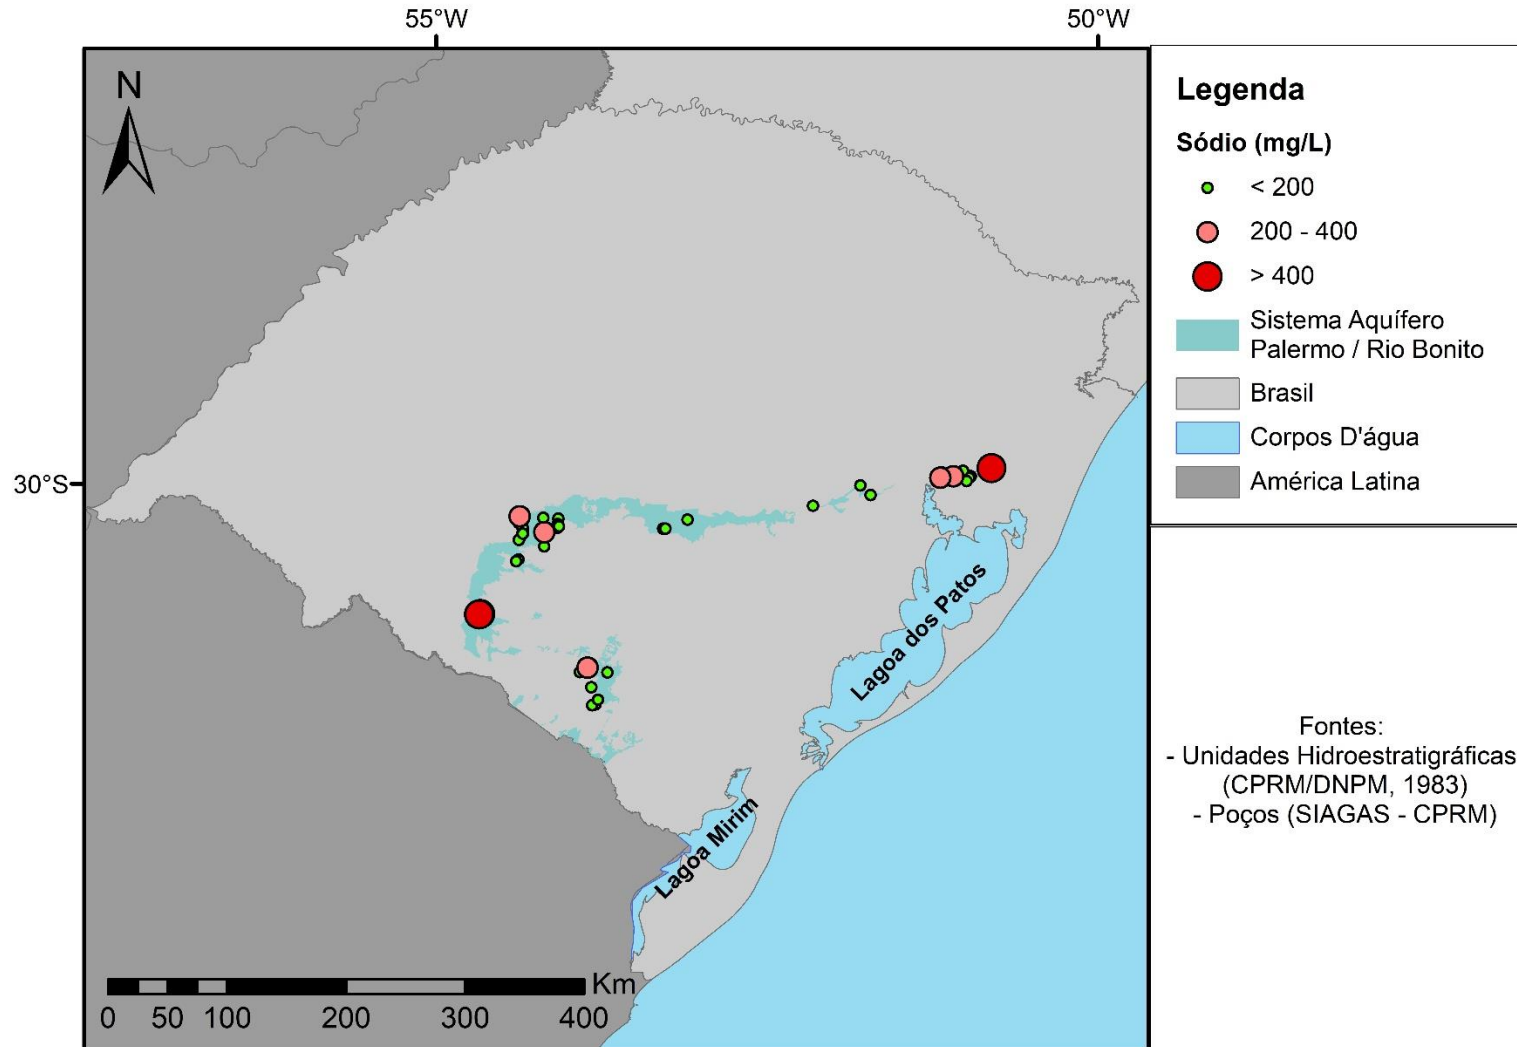 55°W
50°W
N
30°S
Lagoa dos Patos
Lagoa Mirim
Km
0 50 100 200 300 400
Legenda
Sódio (mg/L)
< 200
200 - 400
> 400
Sistema Aquífero
Palermo / Rio Bonito
Brasil
Corpos D'água
América Latina
Fontes:
- Unidades Hidroestratigráficas
(CPRM/DNPM, 1983)
- Poços (SIAGAS - CPRM)